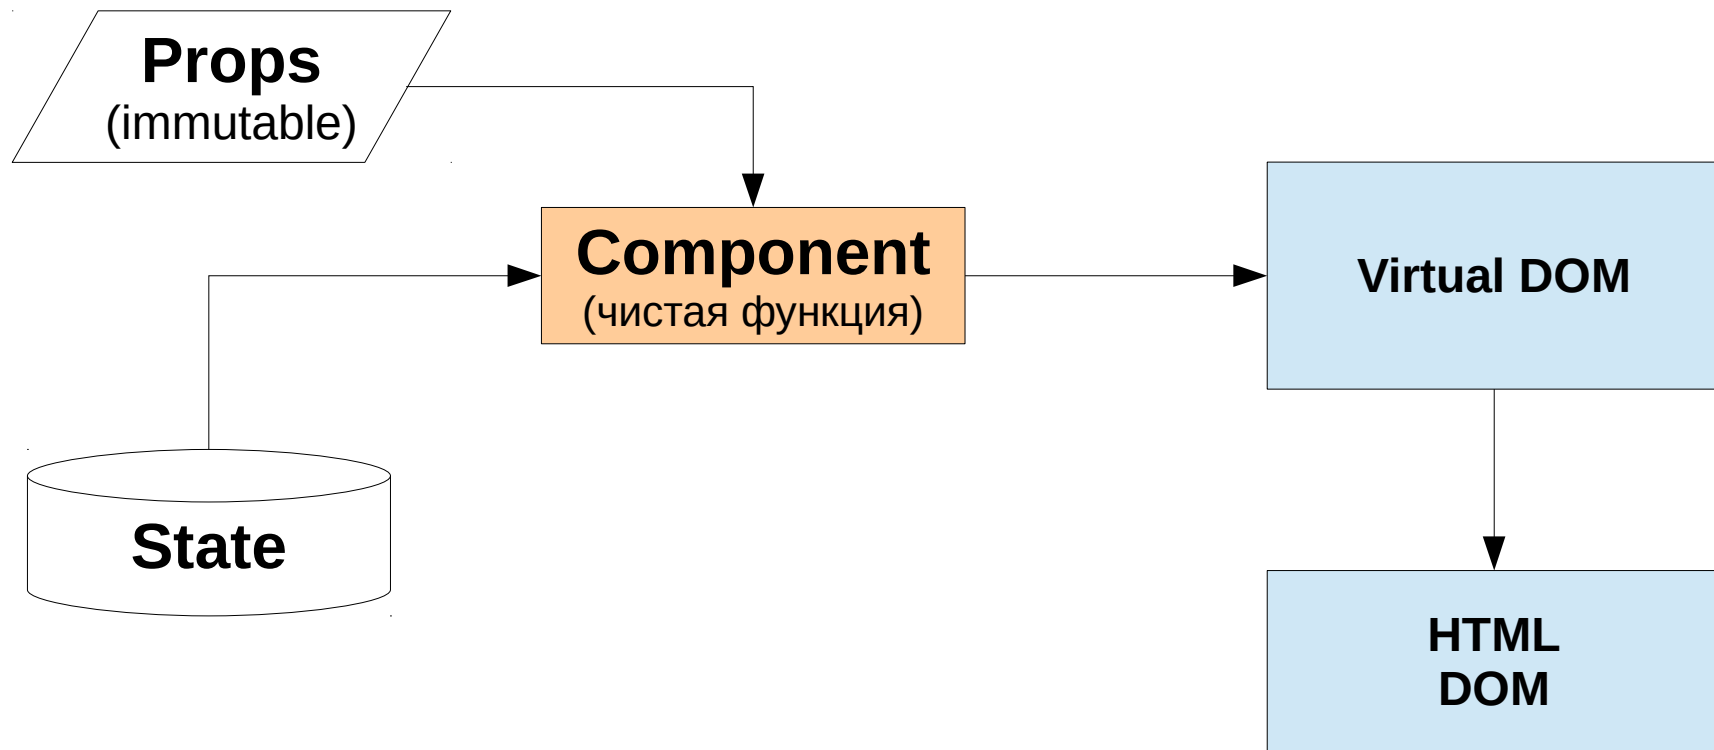 Props
(immutable)
Component
(чистая функция)
Virtual DOM
State
HTML
DOM